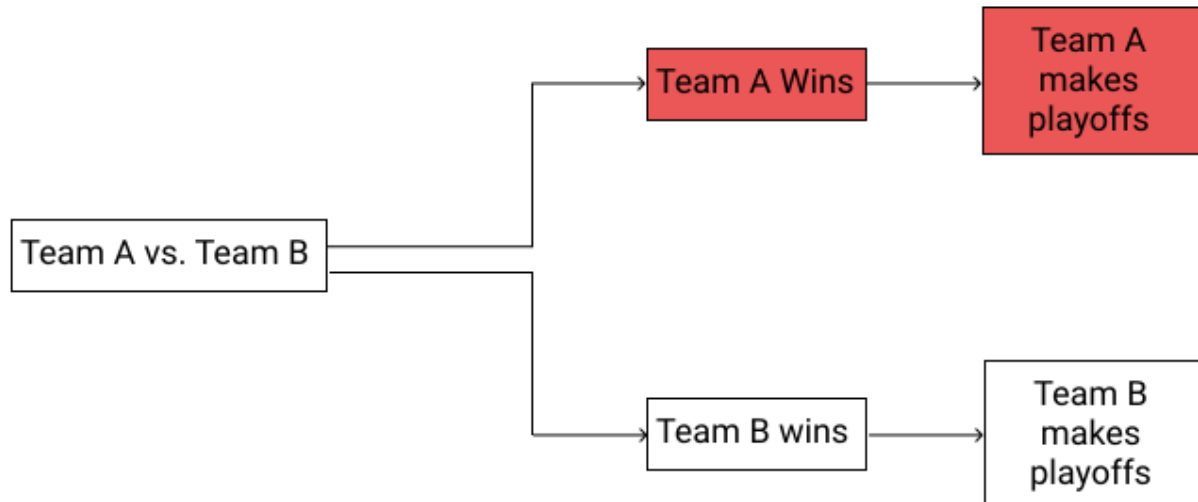 Team A vs. Team B
Team A Wins
Team A
makes
playoffs
Team B wins
Team B
makes
playoffs